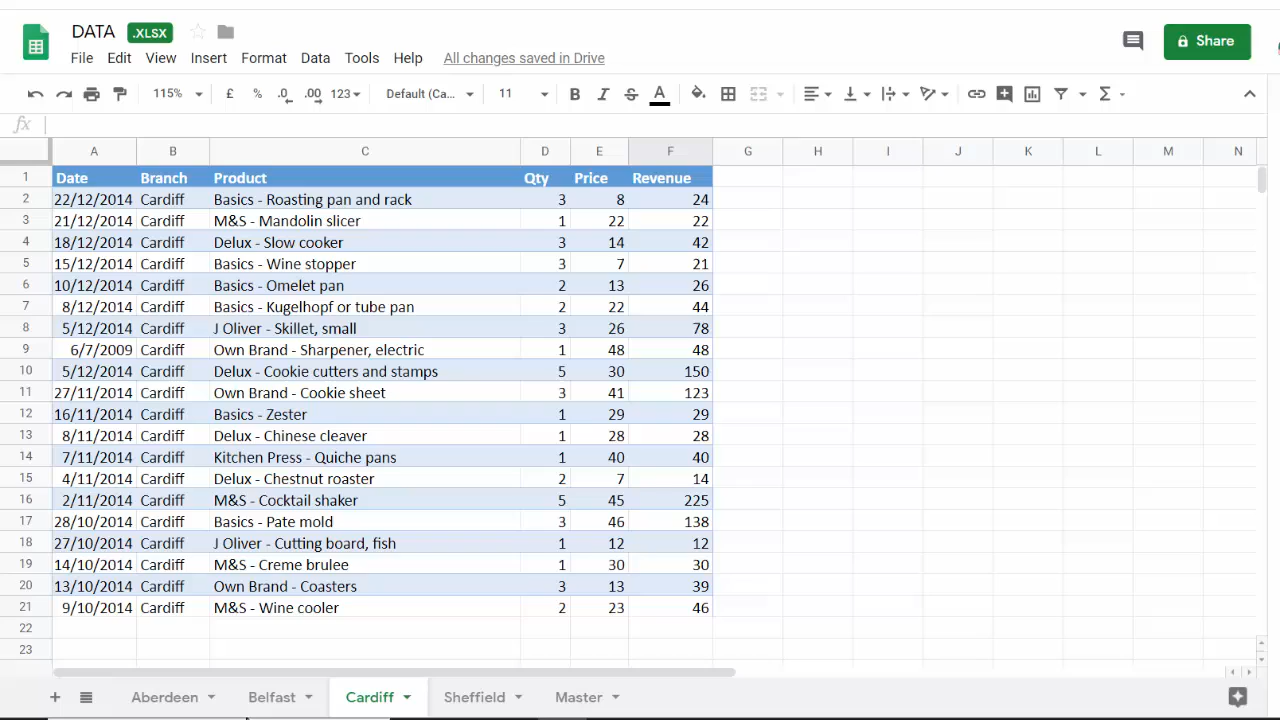 DATA .XLSX
File Edit View Insert Format Data Tools Help All changes saved in Drive
Share
115% £ % .0 .00 123 Default (Ca... 11 B I S A Σ
fx
A B C D E F G H I J K L M N
1 Date Branch Product Qty Price Revenue
2 22/12/2014 Cardiff Basics - Roasting pan and rack 3 8 24
3 21/12/2014 Cardiff M&S - Mandolin slicer 1 22 22
4 18/12/2014 Cardiff Delux - Slow cooker 3 14 42
5 15/12/2014 Cardiff Basics - Wine stopper 3 7 21
6 10/12/2014 Cardiff Basics - Omelet pan 2 13 26
7 8/12/2014 Cardiff Basics - Kugelhopf or tube pan 2 22 44
8 5/12/2014 Cardiff J Oliver - Skillet, small 3 26 78
9 6/7/2009 Cardiff Own Brand - Sharpener, electric 1 48 48
10 5/12/2014 Cardiff Delux - Cookie cutters and stamps 5 30 150
11 27/11/2014 Cardiff Own Brand - Cookie sheet 3 41 123
12 16/11/2014 Cardiff Basics - Zester 1 29 29
13 8/11/2014 Cardiff Delux - Chinese cleaver 1 28 28
14 7/11/2014 Cardiff Kitchen Press - Quiche pans 1 40 40
15 4/11/2014 Cardiff Delux - Chestnut roaster 2 7 14
16 2/11/2014 Cardiff M&S - Cocktail shaker 5 45 225
17 28/10/2014 Cardiff Basics - Pate mold 3 46 138
18 27/10/2014 Cardiff J Oliver - Cutting board, fish 1 12 12
19 14/10/2014 Cardiff M&S - Creme brulee 1 30 30
20 13/10/2014 Cardiff Own Brand - Coasters 3 13 39
21 9/10/2014 Cardiff M&S - Wine cooler 2 23 46
22
23
Aberdeen Belfast Cardiff Sheffield Master